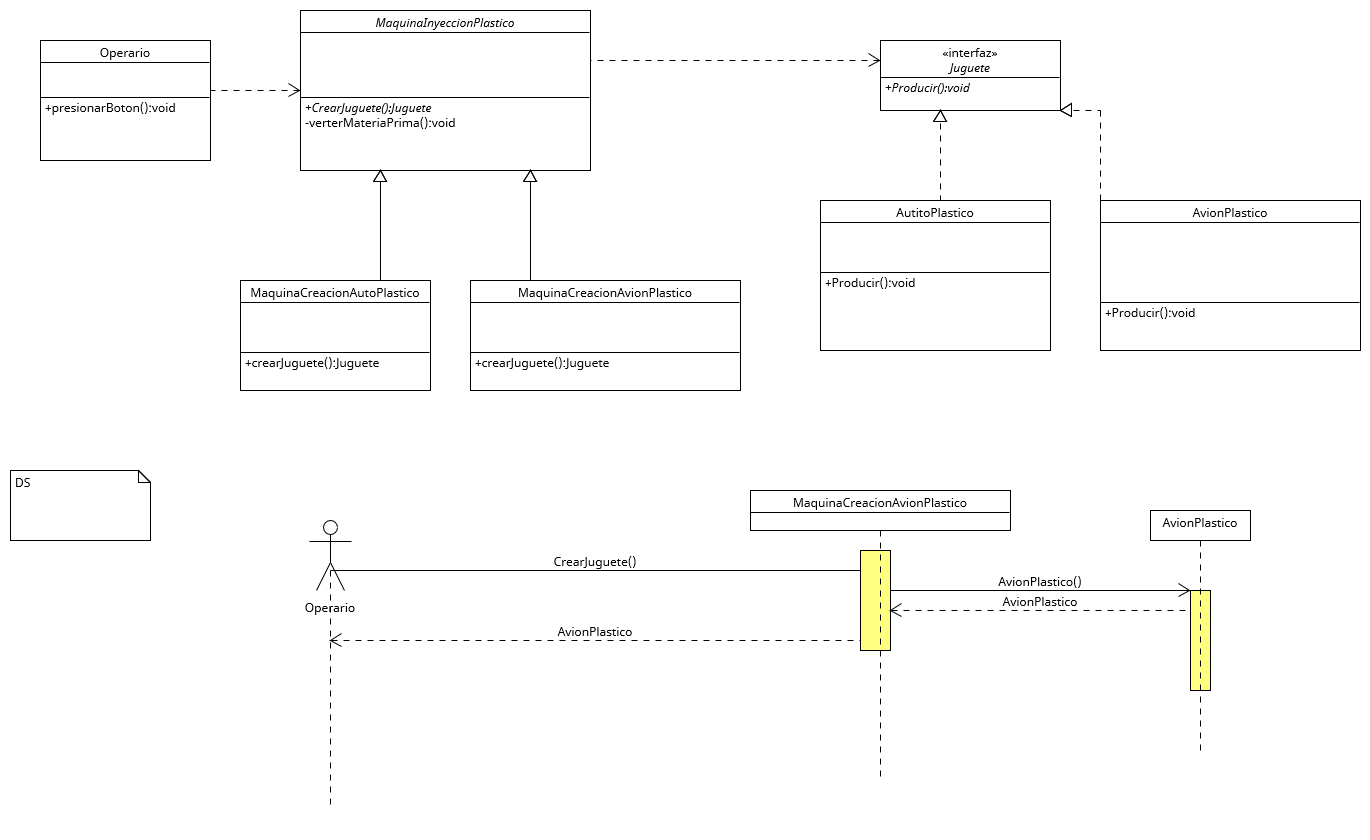 MaquinaInyeccionPlastico
Operario
+presionarBoton():void
+CrearJuguete():Juguete
-verterMateriaPrima():void
«interfaz»
Juguete
+Producir():void
AutitoPlastico
+Producir():void
AvionPlastico
+Producir():void
MaquinaCreacionAutoPlastico
+crearJuguete():Juguete
MaquinaCreacionAvionPlastico
+crearJuguete():Juguete
DS
MaquinaCreacionAvionPlastico
AvionPlastico
CrearJuguete()
AvionPlastico()
AvionPlastico
Operario
AvionPlastico